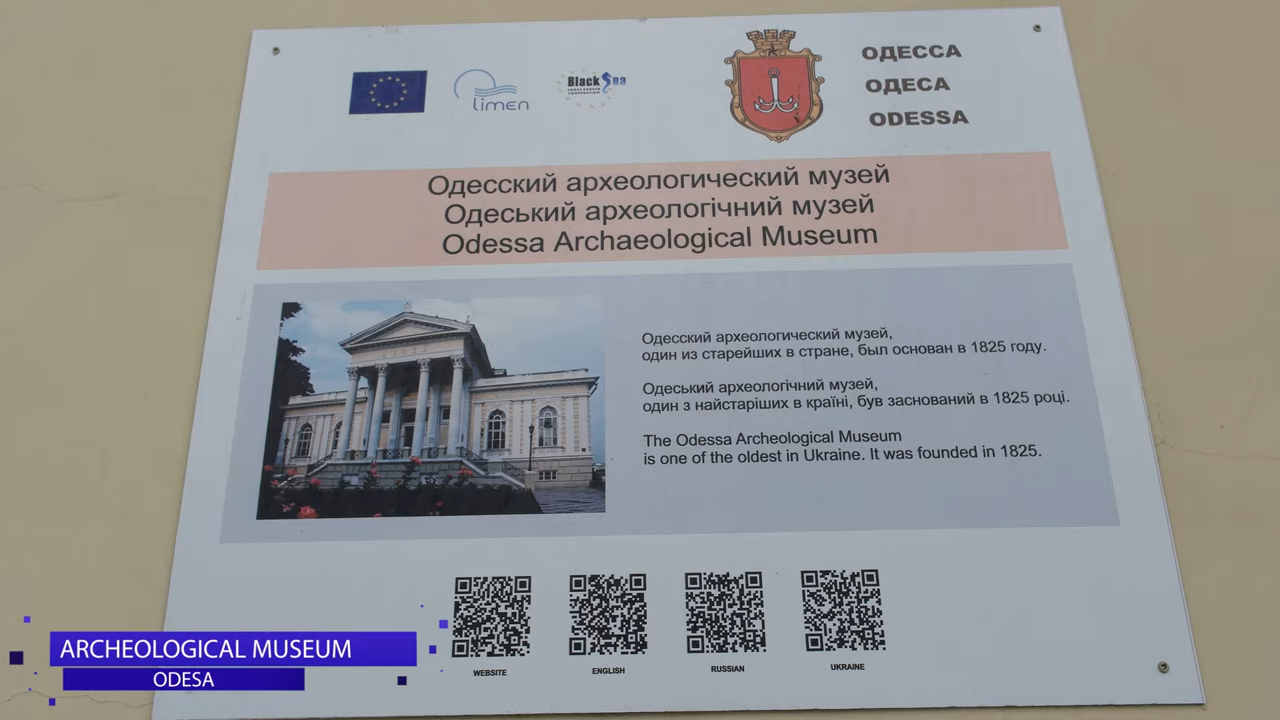 limen
Black Sea
ОДЕССА
ОДЕСА
ODESSA
Одесский археологический музей
Одеський археологічний музей
Odessa Archaeological Museum
Одесский археологический музей,
один из старейших в стране, был основан в 1825 году.
Одеський археологічний музей,
один з найстаріших в країні, був заснований в 1825 році.
The Odessa Archeological Museum
is one of the oldest in Ukraine. It was founded in 1825.
WEBSITE
ENGLISH
RUSSIAN
UKRAINE
ARCHEOLOGICAL MUSEUM
ODESA